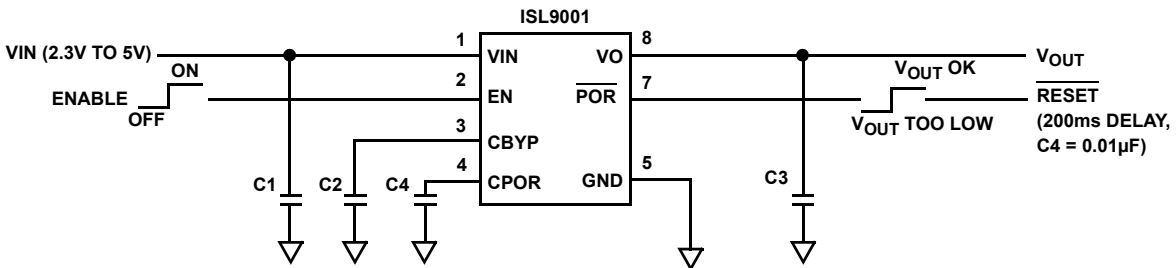 ISL9001
VIN (2.3V TO 5V)
1
VIN
VO
8
VOUT
ON
ENABLE
OFF
2
EN
POR
7
VOUT OK
VOUT TOO LOW
RESET
(200ms DELAY,
C4 = 0.01µF)
3
CBYP
4
CPOR
GND
5
C1
C2
C4
C3